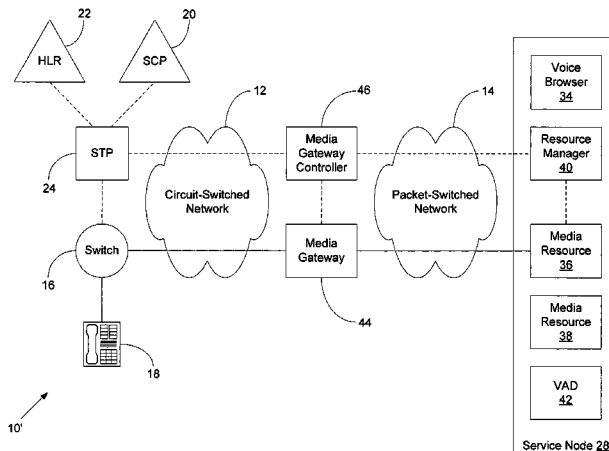 22
20
HLR
SCP
12
46
14
Voice
Browser
34
STP
Media
Gateway
Controller
Resource
Manager
40
24
Circuit-Switched
Network
Packet-Switched
Network
Switch
Media
Gateway
Media
Resource
36
16
44
Media
Resource
38
18
VAD
42
10'
Service Node 28